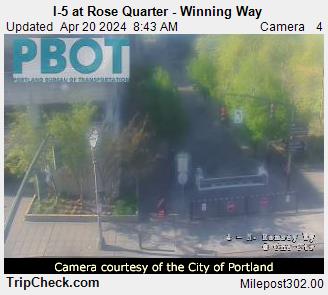 I-5 at Rose Quarter - Winning Way
Updated Apr 20 2024 8:43 AM Camera 4
PBOT
PORTLAND BUREAU OF TRANSPORTATION
Camera courtesy of the City of Portland
TripCheck.com Milepost302.00